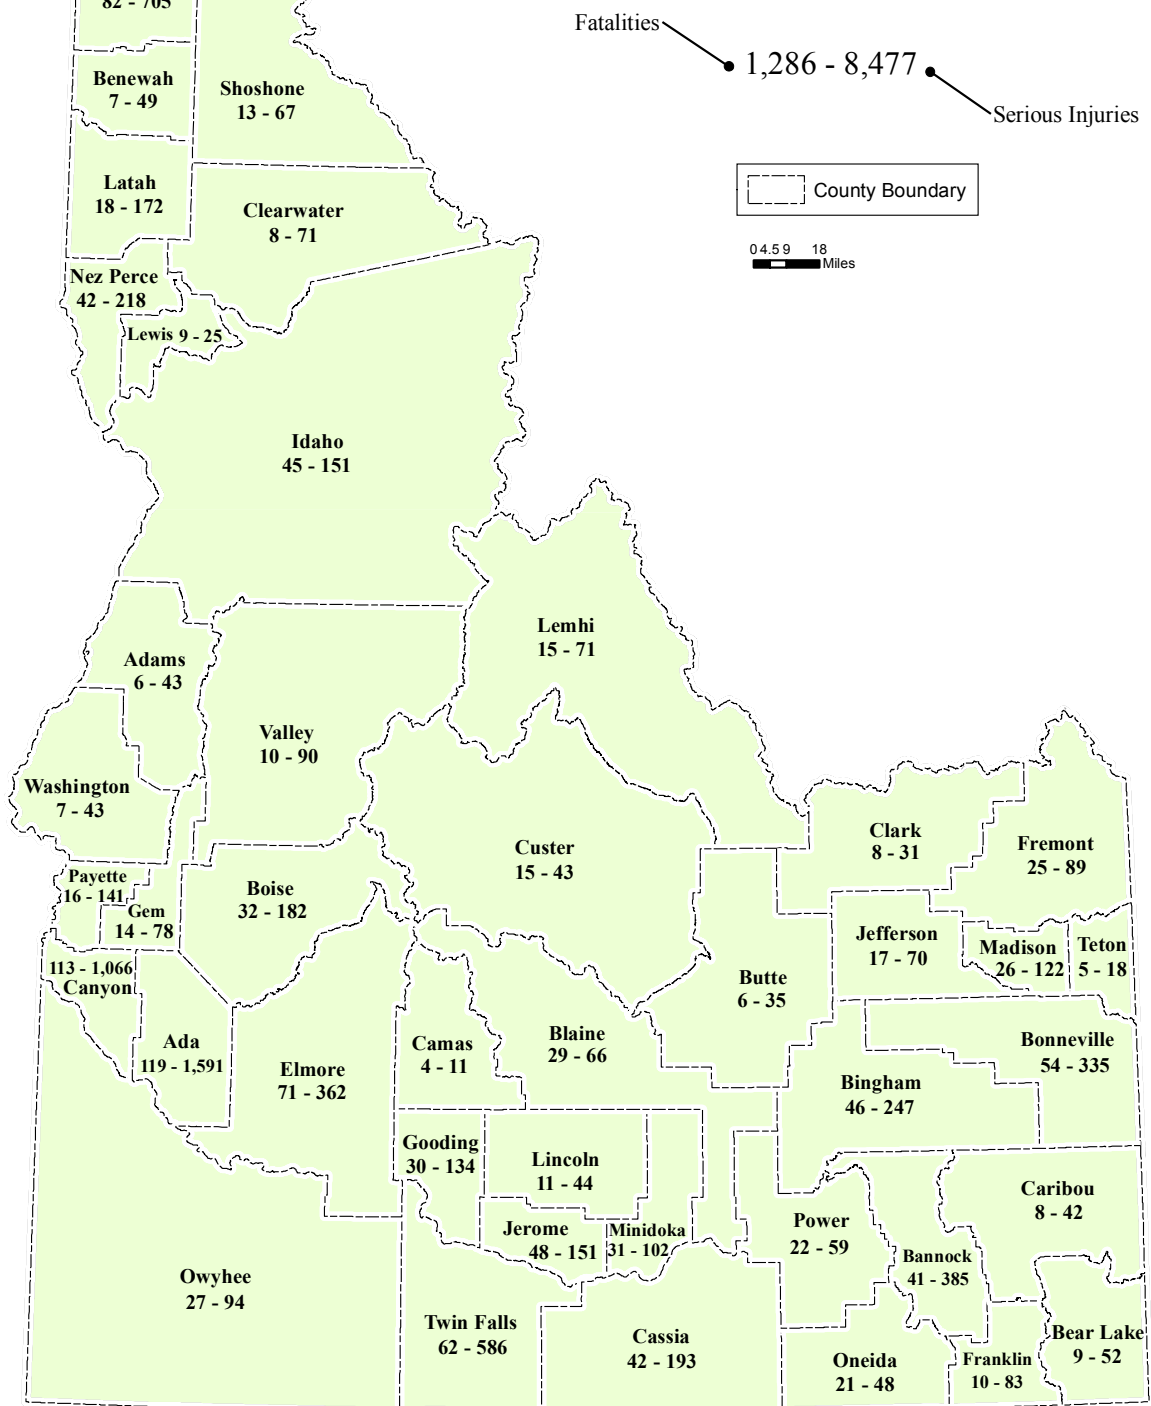 82 - 705
Fatalities
1,286 - 8,477
Serious Injuries
Benewah
7 - 49
Shoshone
13 - 67
County Boundary
Latah
18 - 172
Clearwater
8 - 71
0 4.5 9 18
Miles
Nez Perce
42 - 218
Lewis 9 - 25
Idaho
45 - 151
Lemhi
15 - 71
Adams
6 - 43
Valley
10 - 90
Washington
7 - 43
Custer
15 - 43
Clark
8 - 31
Fremont
25 - 89
Payette
16 - 141
Boise
32 - 182
Gem
14 - 78
Jefferson
17 - 70
Madison
26 - 122
Teton
5 - 18
113 - 1,066
Canyon
Butte
6 - 35
Ada
119 - 1,591
Elmore
71 - 362
Camas
4 - 11
Blaine
29 - 66
Bonneville
54 - 335
Bingham
46 - 247
Gooding
30 - 134
Lincoln
11 - 44
Caribou
8 - 42
Jerome
48 - 151
Minidoka
31 - 102
Power
22 - 59
Bannock
41 - 385
Owyhee
27 - 94
Twin Falls
62 - 586
Cassia
42 - 193
Oneida
21 - 48
Franklin
10 - 83
Bear Lake
9 - 52